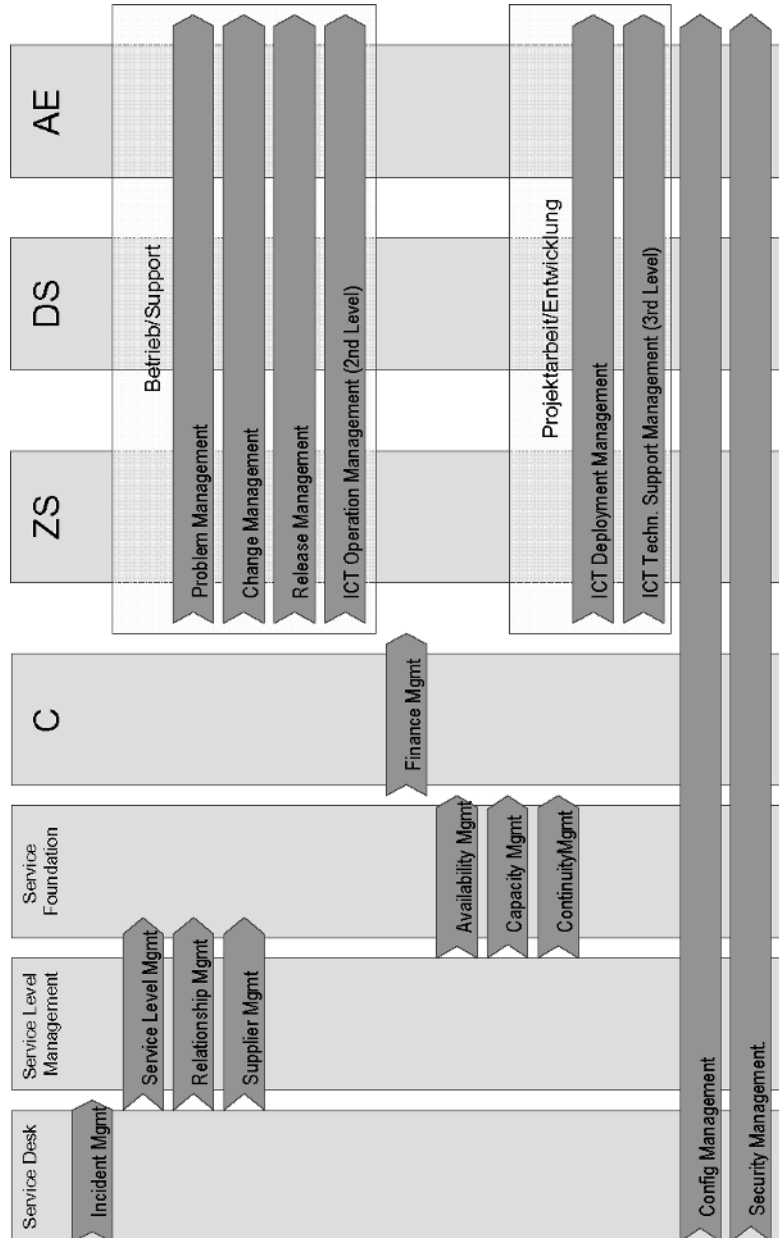 Service Desk
Service Level
Management
Service
Foundation
C
ZS
DS
AE
Incident Mgmt
Service Level Mgmt
Relationship Mgmt
Supplier Mgmt
Betrieb/Support
Problem Management
Change Management
Release Management
ICT Operation Management (2nd Level)
Finance Mgmt
Availability Mgmt
Capacity Mgmt
ContinuityMgmt
Projektarbeit/Entwicklung
ICT Deployment Management
ICT Techn. Support Management (3rd Level)
Config Management
Security Management.